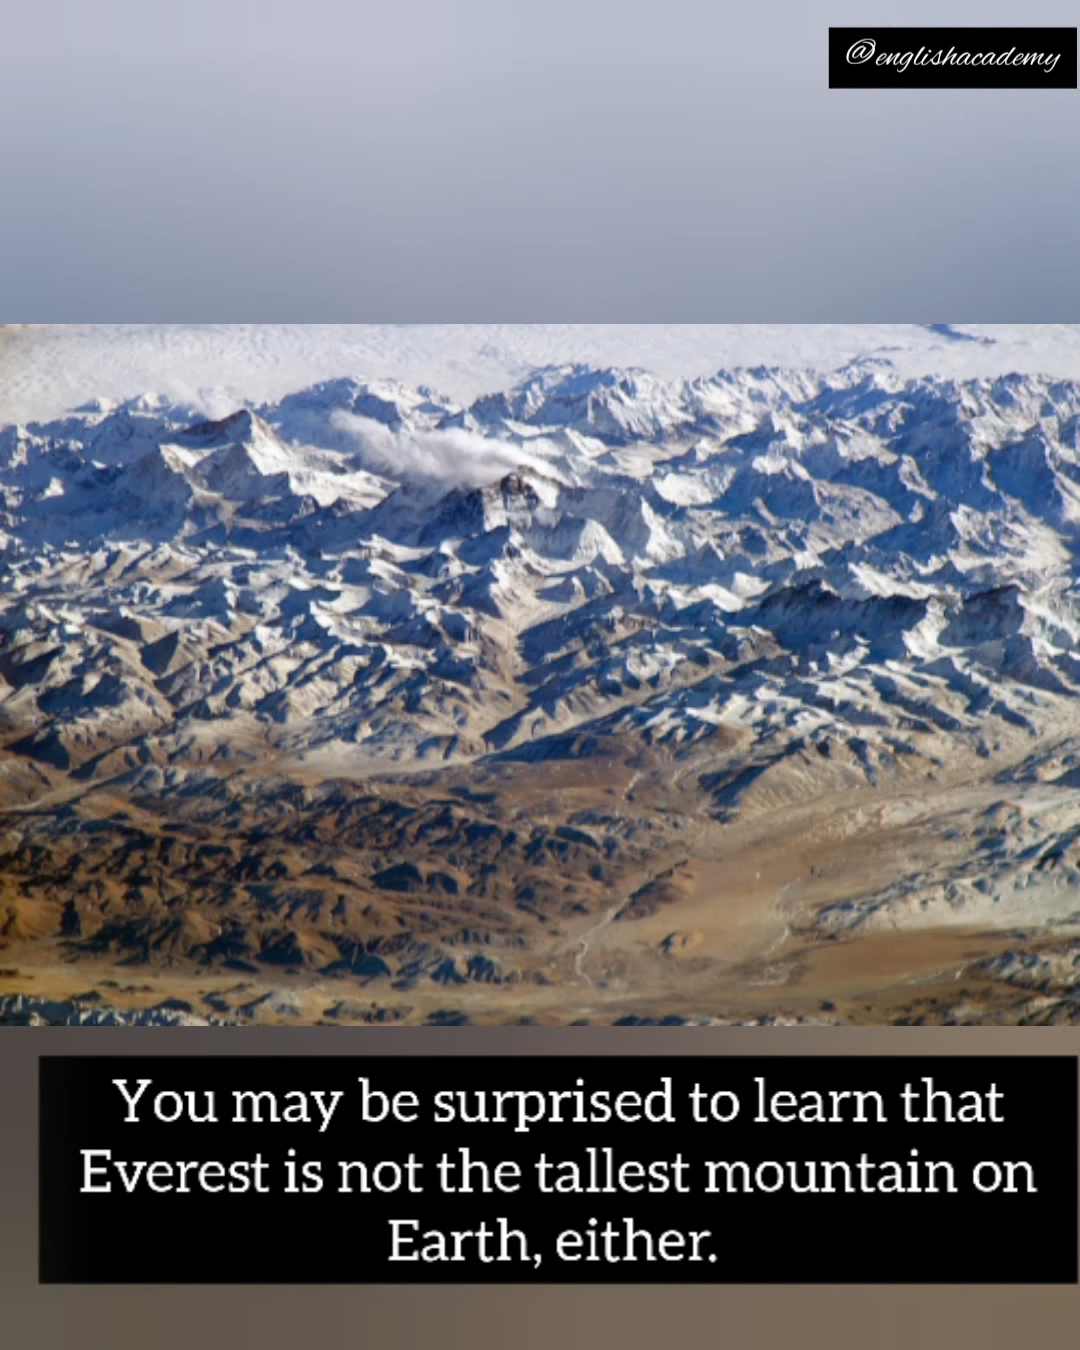 @englishacademy
You may be surprised to learn that
Everest is not the tallest mountain on
Earth, either.